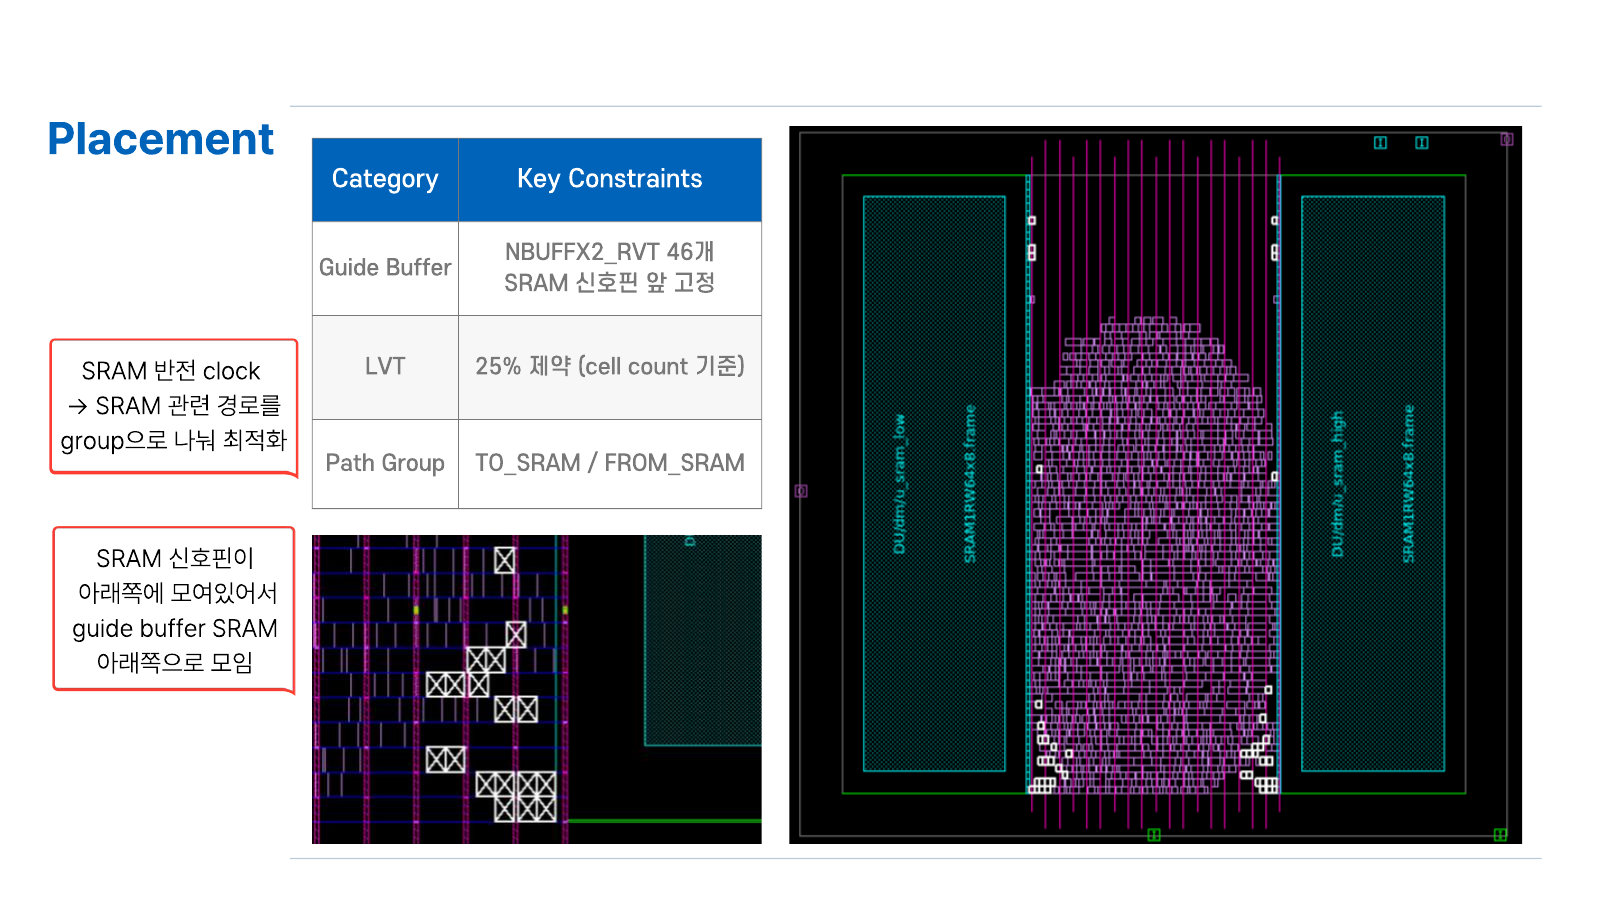 Placement
Category
Key Constraints
Guide Buffer
NBUFFX2_RVT 46개
SRAM 신호핀 앞 고정
LVT
25% 제약 (cell count 기준)
Path Group
TO_SRAM / FROM_SRAM
SRAM 반전 clock
→ SRAM 관련 경로를
group으로 나눠 최적화
SRAM 신호핀이
아래쪽에 모여있어서
guide buffer SRAM
아래쪽으로 모임
DU/dm/u_sram_low
SRAM1RW64x8.frame
DU/dm/u_sram_high
SRAM1RW64x8.frame